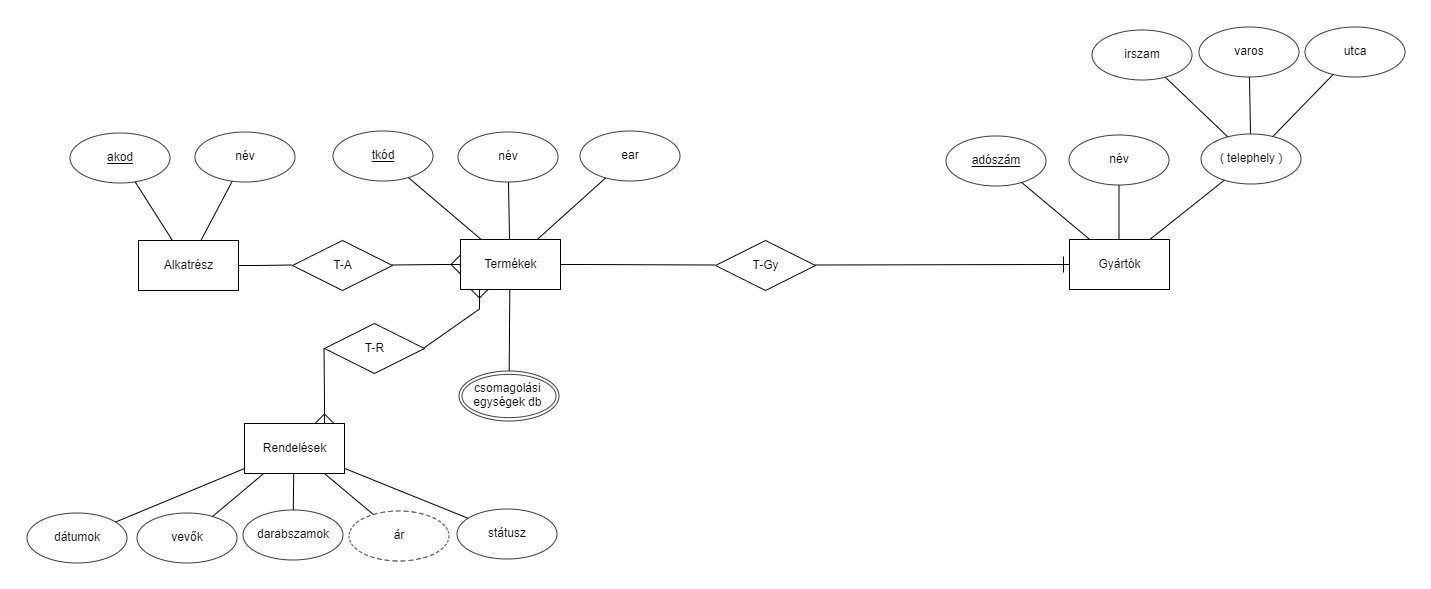 irszam
varos
utca
akod
név
tkód
név
ear
adószám
név
( telephely )
Alkatrész
T-A
Termékek
T-Gy
Gyártók
T-R
csomagolási
egységek db
Rendelések
dátumok
vevők
darabszamok
ár
státusz